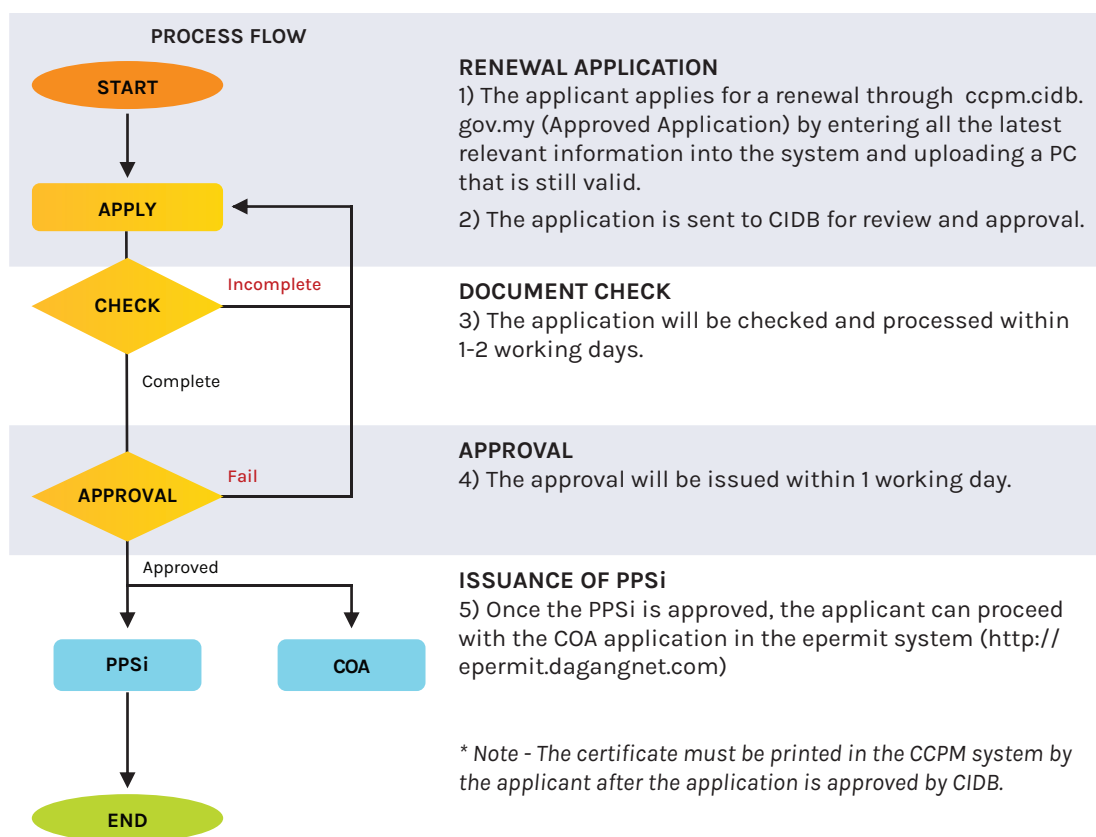 PROCESS FLOW
START
APPLY
CHECK
Incomplete
Complete
APPROVAL
Fail
Approved
PPSi
COA
END
RENEWAL APPLICATION
1) The applicant applies for a renewal through ccpm.cidb.
gov.my (Approved Application) by entering all the latest
relevant information into the system and uploading a PC
that is still valid.
2) The application is sent to CIDB for review and approval.
DOCUMENT CHECK
3) The application will be checked and processed within
1-2 working days.
APPROVAL
4) The approval will be issued within 1 working day.
ISSUANCE OF PPSi
5) Once the PPSi is approved, the applicant can proceed
with the COA application in the epermit system (http://
epermit.dagangnet.com)
* Note - The certificate must be printed in the CCPM system by
the applicant after the application is approved by CIDB.